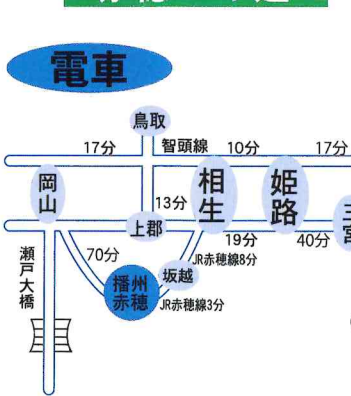 電車
鳥取
17分
智頭線
10分
17分
岡山
相生
姫路
13分
上郡
19分
40分
瀬戸大橋
70分
坂越
JR赤穂線8分
播州
赤穂
JR赤穂線3分